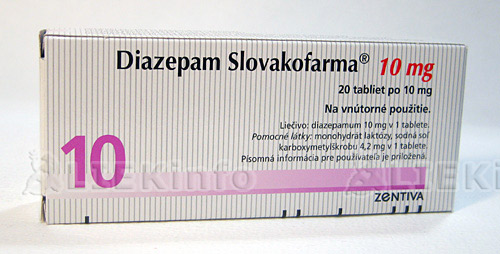 Diazepam Slovakofarma® 10 mg
20 tabliet po 10 mg
Na vnútorné použitie.
Liečivo: diazepamum 10 mg v 1 tablete.
Pomocné látky: monohydrát laktózy, sodná soľ
karboxymetylškrobu 4,2 mg v 1 tablete.
Písomná informácia pre používateľa je priložená.
10
LIEKinfo
LIEKi
ZENTIVA